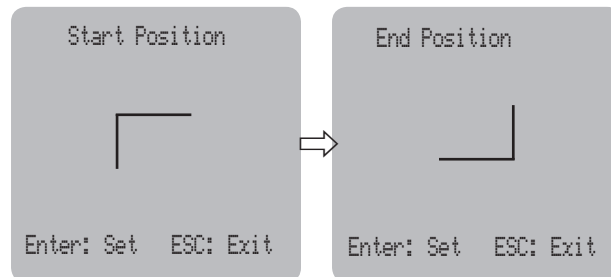 Start Position
Enter: Set ESC: Exit
End Position
Enter: Set ESC: Exit